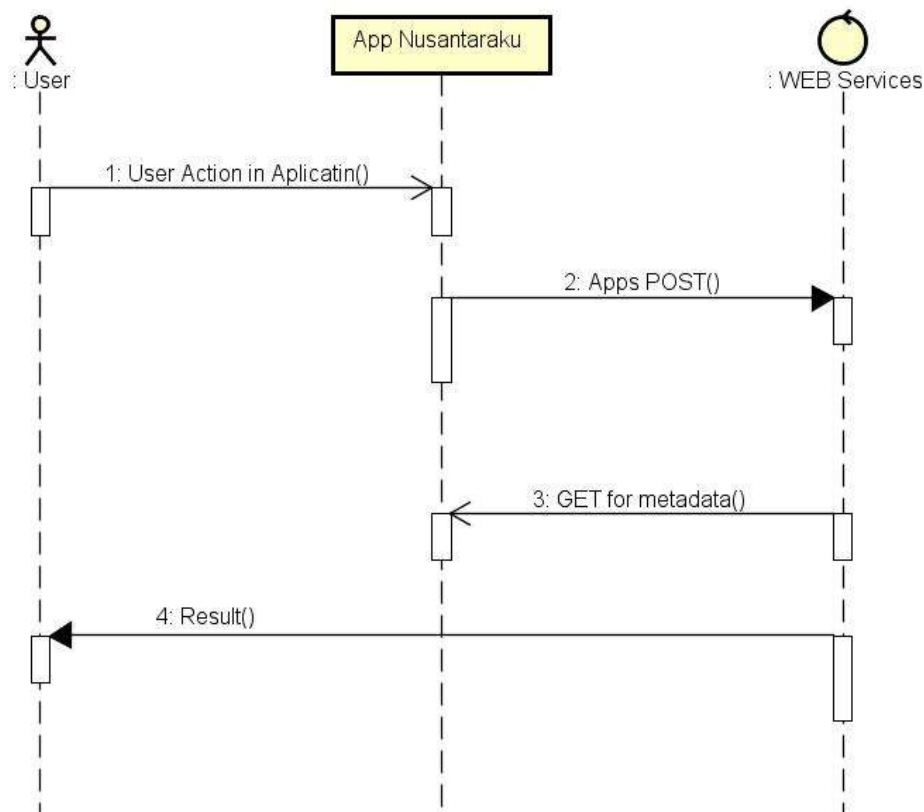 : User
App Nusantaraku
: WEB Services
1: User Action in Aplicatin()
2: Apps POST()
3: GET for metadata()
4: Result()